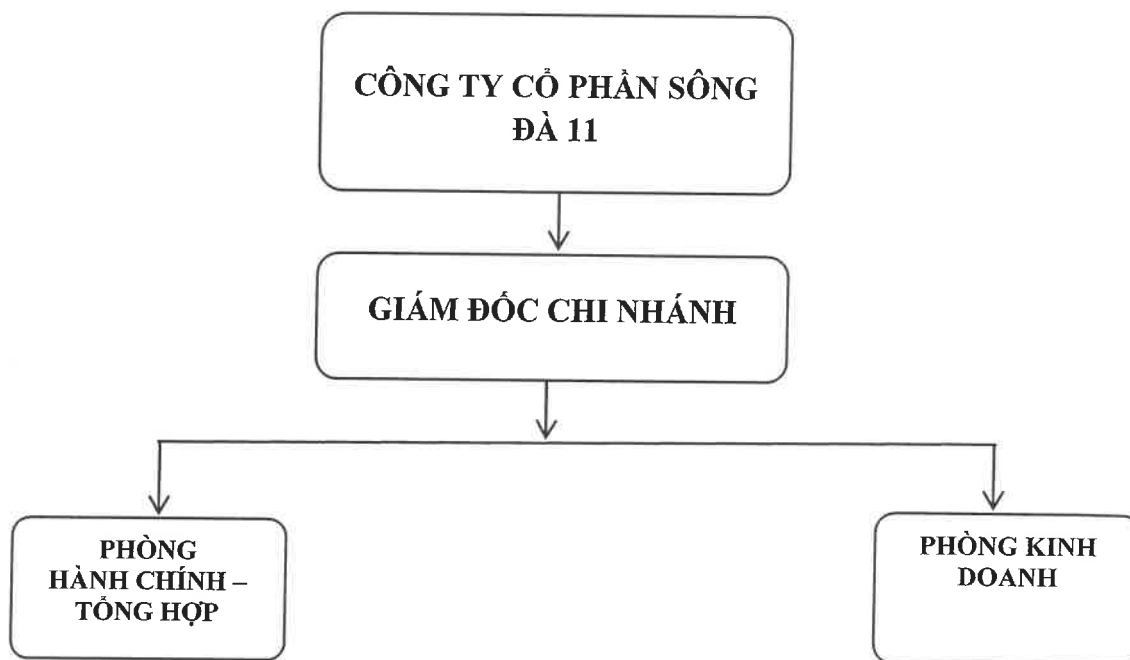 CÔNG TY CỔ PHẦN SÔNG
ĐÀ 11
GIÁM ĐỐC CHI NHÁNH
PHÒNG
HÀNH CHÍNH –
TỔNG HỢP
PHÒNG KINH
DOANH